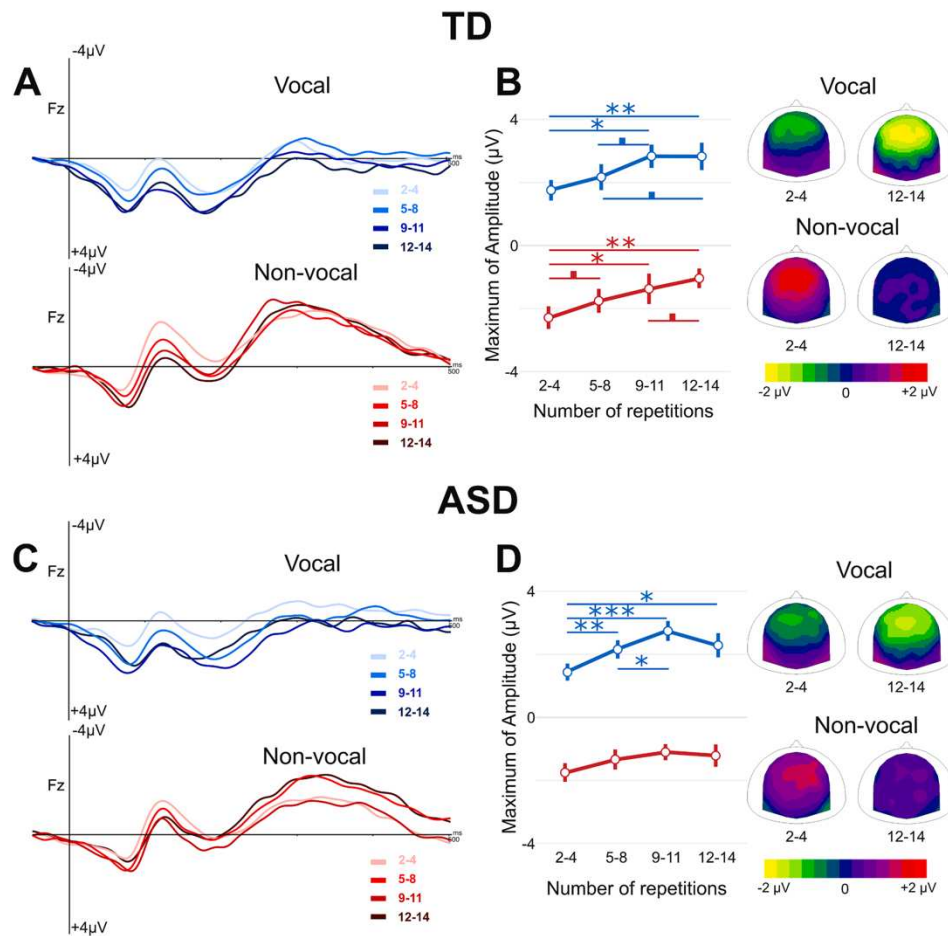 TD
A
-4µV
Vocal
Fz
ms
500
2-4
5-8
9-11
12-14
+4µV
-4µV
Non-vocal
Fz
ms
500
2-4
5-8
9-11
12-14
+4µV
B
Maximum of Amplitude (µV)
4
0
-4
** 
*
**
*
2-4
5-8
9-11
12-14
Number of repetitions
Vocal
2-4
12-14
Non-vocal
2-4
12-14
-2 µV
0
+2 µV
ASD
C
-4µV
Vocal
Fz
ms
500
2-4
5-8
9-11
12-14
+4µV
-4µV
Non-vocal
Fz
ms
500
2-4
5-8
9-11
12-14
+4µV
D
Maximum of Amplitude (µV)
4
0
-4
*
***
**
*
2-4
5-8
9-11
12-14
Number of repetitions
Vocal
2-4
12-14
Non-vocal
2-4
12-14
-2 µV
0
+2 µV